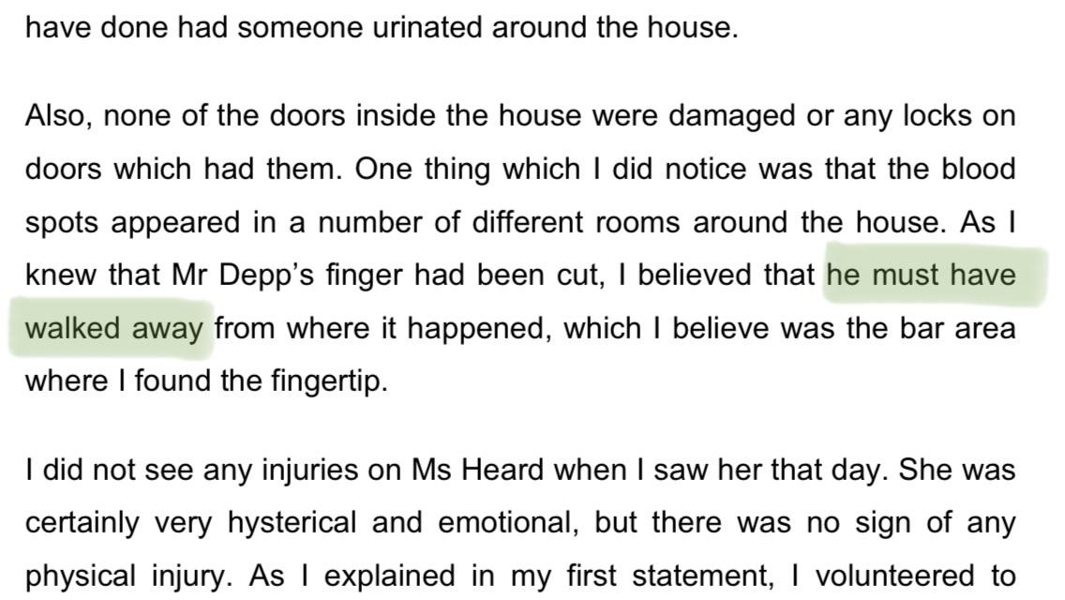 have done had someone urinated around the house.
Also, none of the doors inside the house were damaged or any locks on
doors which had them. One thing which I did notice was that the blood
spots appeared in a number of different rooms around the house. As I
knew that Mr Depp’s finger had been cut, I believed that he must have
walked away from where it happened, which I believe was the bar area
where I found the fingertip.
I did not see any injuries on Ms Heard when I saw her that day. She was
certainly very hysterical and emotional, but there was no sign of any
physical injury. As I explained in my first statement, I volunteered to